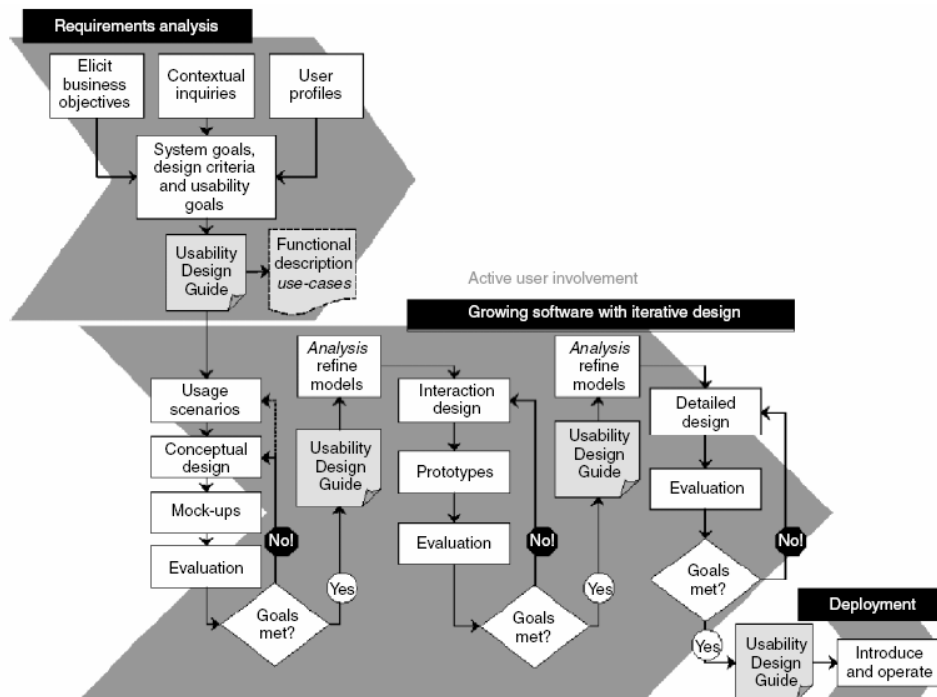 Requirements analysis
Elicit
business
objectives
Contextual
inquiries
User
profiles
System goals,
design criteria
and usability
goals
Usability
Design
Guide
Functional
description
use-cases
Active user involvement
Growing software with iterative design
Usage
scenarios
Conceptual
design
Mock-ups
Evaluation
Goals
met?
No!
Yes
Usability
Design
Guide
Analysis
refine
models
Interaction
design
Prototypes
Evaluation
Goals
met?
No!
Yes
Usability
Design
Guide
Analysis
refine
models
Detailed
design
Evaluation
Goals
met?
No!
Yes
Deployment
Usability
Design
Guide
Introduce
and operate